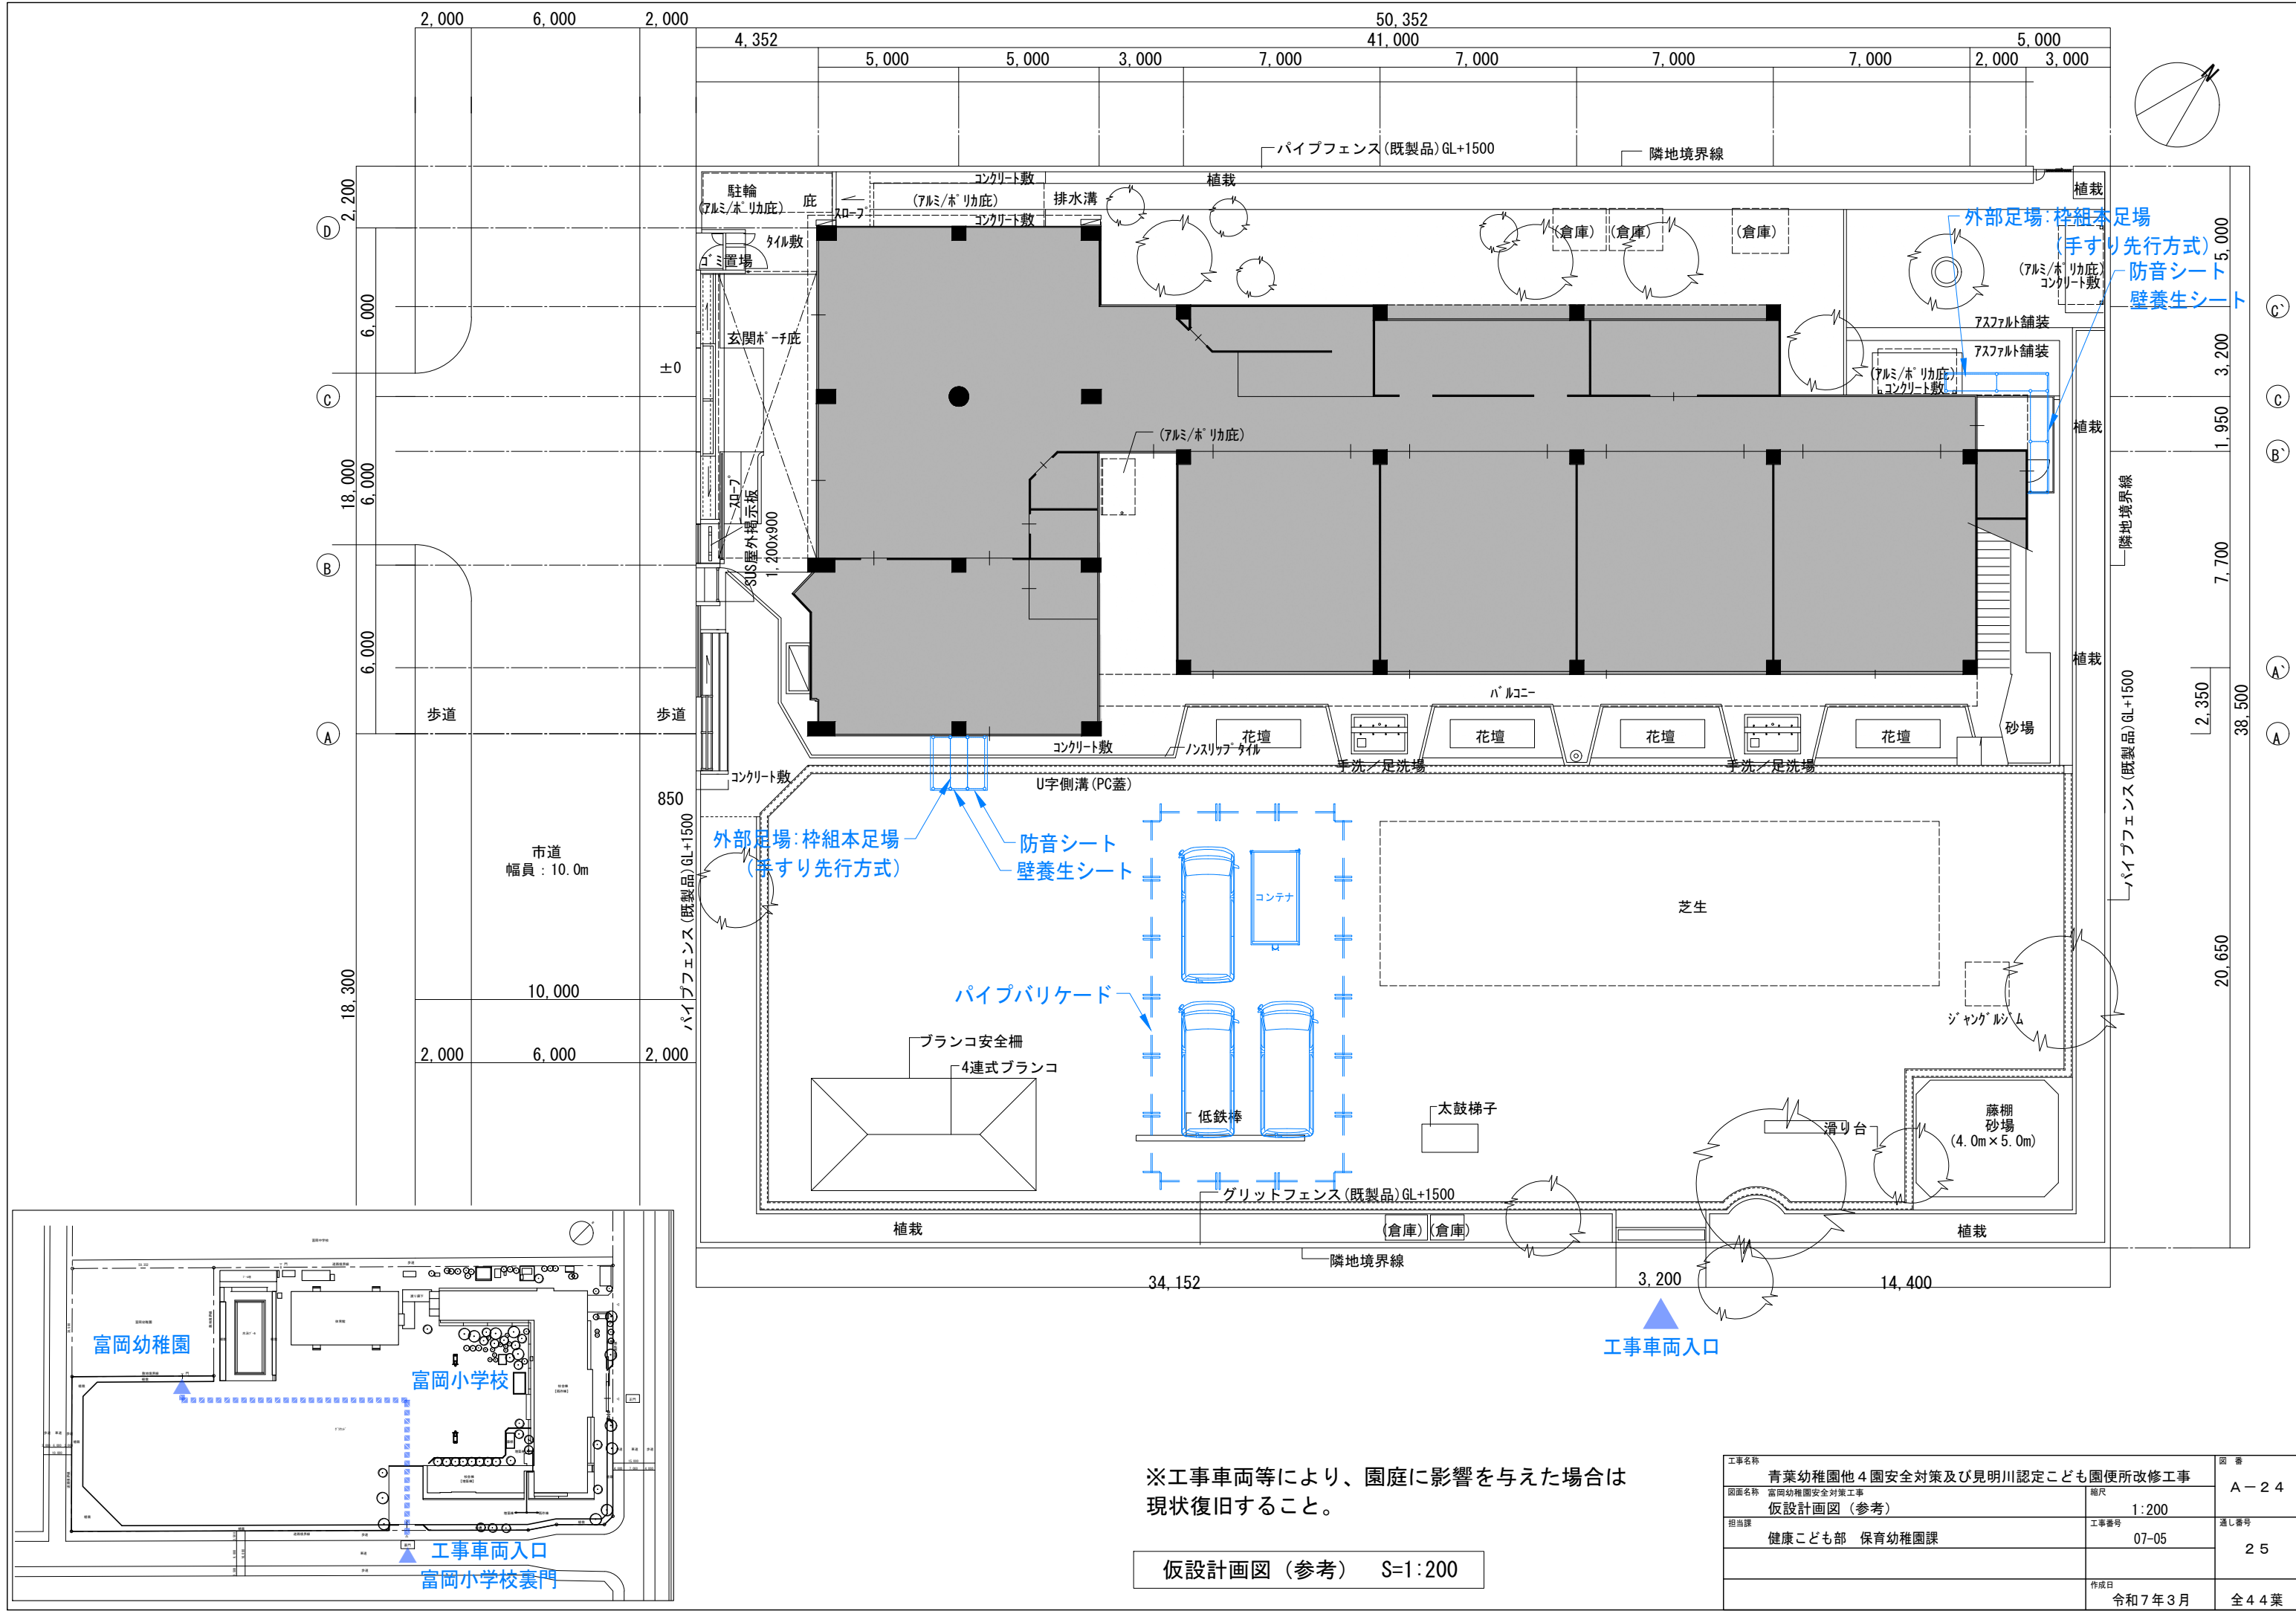 2,000 6,000 2,000
50,352
4,352 41,000 5,000
5,000 5,000 3,000 7,000 7,000 7,000 7,000 2,000 3,000
N
パイプフェンス(既製品)GL+1500
隣地境界線
駐輪
(アルミ/ポリカ庇)
庇
スロープ
コンクリート敷
(アルミ/ポリカ庇)
コンクリート敷
排水溝
植栽
植栽
タイル敷
ゴミ置場
(倉庫) (倉庫) (倉庫)
外部足場:枠組本足場
(手すり先行方式)
防音シート
壁養生シート
(アルミ/ポリカ庇)
コンクリート敷
アスファルト舗装
アスファルト舗装
(アルミ/ポリカ庇)
コンクリート敷
玄関ポーチ庇
±0
(アルミ/ポリカ庇)
植栽
スロープ
SUS屋外掲示板
1,200x900
隣地境界線
植栽
2,200
6,000
18,000
6,000
6,000
18,300
D
C
B
A
5,000
3,200
1,950
7,700
2,350
38,500
20,650
C`
C
B`
A`
A
歩道
歩道
バルコニー
花壇 花壇 花壇 花壇
砂場
コンクリート敷
ノンスリップタイル
手洗/足洗場
手洗/足洗場
コンクリート敷
U字側溝(PC蓋)
850
パイプフェンス(既製品)GL+1500
パイプフェンス(既製品)GL+1500
外部足場:枠組本足場
(手すり先行方式)
防音シート
壁養生シート
市道
幅員:10.0m
コンテナ
芝生
10,000
パイプバリケード
2,000 6,000 2,000
ブランコ安全柵
4連式ブランコ
ジャングルジム
低鉄棒
太鼓梯子
滑り台
藤棚
砂場
(4.0m×5.0m)
グリットフェンス(既製品)GL+1500
植栽
(倉庫) (倉庫)
植栽
隣地境界線
34,152 3,200 14,400
工事車両入口
富岡幼稚園
富岡小学校
工事車両入口
富岡小学校裏門
※工事車両等により、園庭に影響を与えた場合は
現状復旧すること。
仮設計画図(参考) S=1:200
工事名称
青葉幼稚園他4園安全対策及び見明川認定こども園便所改修工事
図番
A-24
図面名称 富岡幼稚園安全対策工事
仮設計画図(参考)
縮尺
1:200
担当課
健康こども部 保育幼稚園課
工事番号
07-05
通し番号
25
作成日
令和7年3月
全44葉